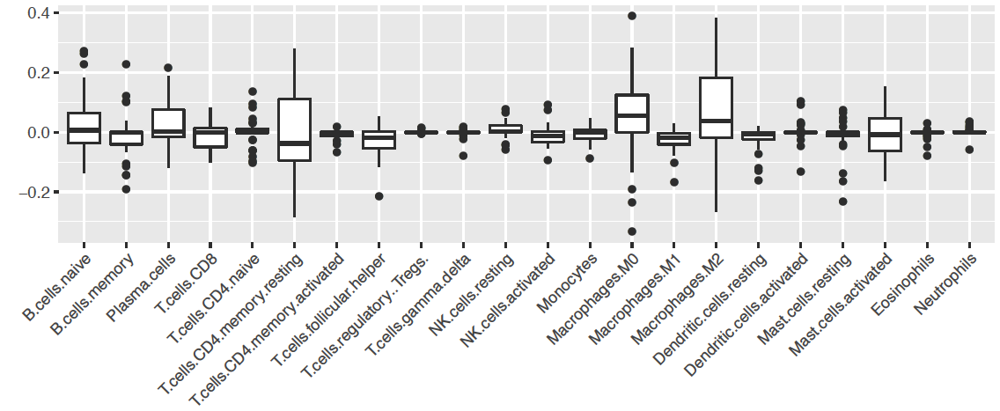 0.4
0.2
0.0
−0.2
B.cells.naive
B.cells.memory
Plasma.cells
T.cells.CD8
T.cells.CD4.naive
T.cells.CD4.memory.resting
T.cells.CD4.memory.activated
T.cells.follicular.helper
T.cells.regulatory..Tregs.
T.cells.gamma.delta
NK.cells.resting
NK.cells.activated
Monocytes
Macrophages.M0
Macrophages.M1
Macrophages.M2
Dendritic.cells.resting
Dendritic.cells.activated
Mast.cells.resting
Mast.cells.activated
Eosinophils
Neutrophils